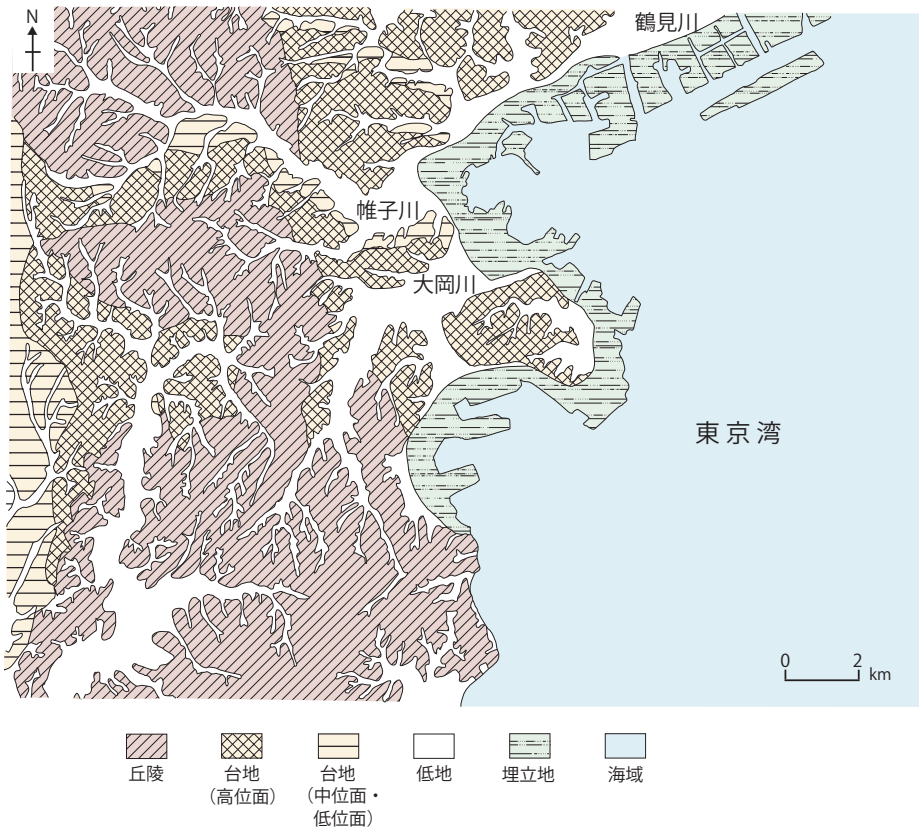 N
鶴見川
帷子川
大岡川
東京湾
0 2 km
丘陵
台地
（高位面）
台地
（中位面・
低位面）
低地
埋立地
海域